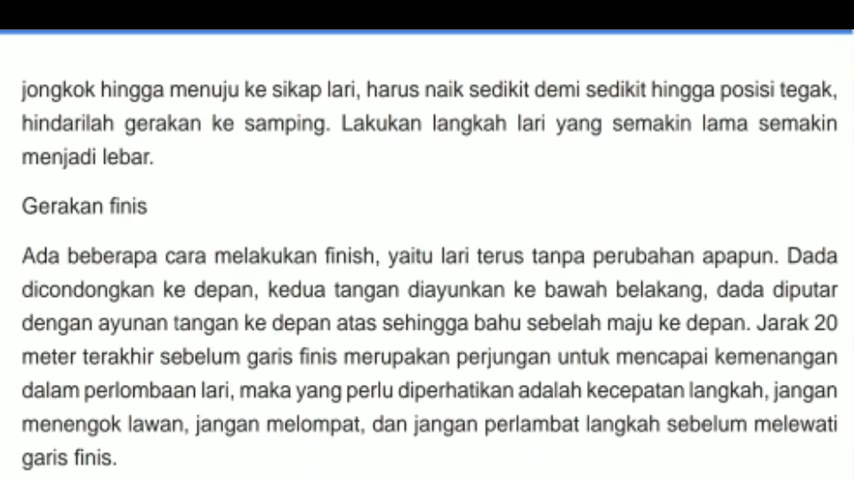 jongkok hingga menuju ke sikap lari, harus naik sedikit demi sedikit hingga posisi tegak,
hindarilah gerakan ke samping. Lakukan langkah lari yang semakin lama semakin
menjadi lebar.
Gerakan finis
Ada beberapa cara melakukan finish, yaitu lari terus tanpa perubahan apapun. Dada
dicondongkan ke depan, kedua tangan diayunkan ke bawah belakang, dada diputar
dengan ayunan tangan ke depan atas sehingga bahu sebelah maju ke depan. Jarak 20
meter terakhir sebelum garis finis merupakan perjungan untuk mencapai kemenangan
dalam perlombaan lari, maka yang perlu diperhatikan adalah kecepatan langkah, jangan
menengok lawan, jangan melompat, dan jangan perlambat langkah sebelum melewati
garis finis.